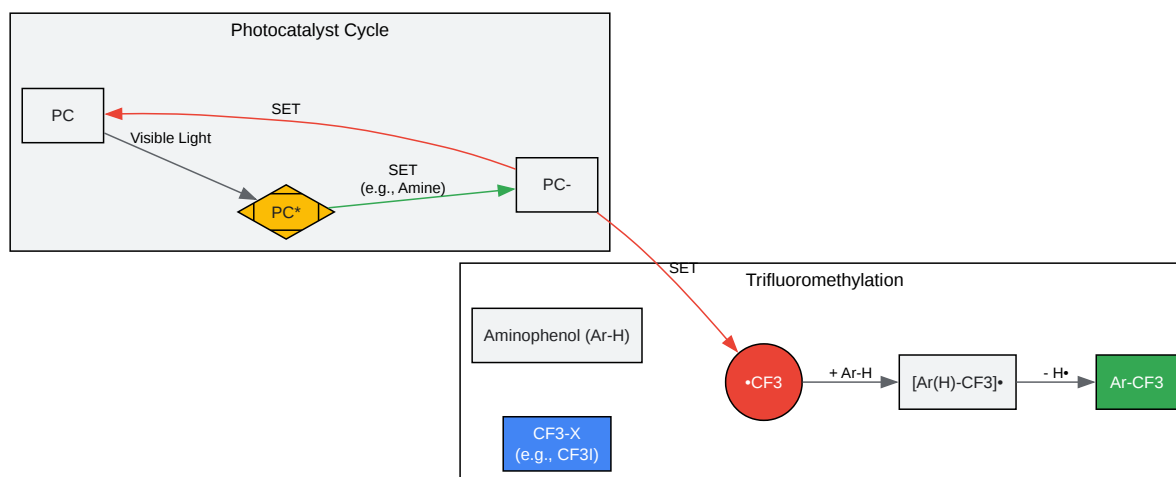 Photocatalyst Cycle
PC
SET
Visible Light
SET
(e.g., Amine)
PC*
PC-
SET
Trifluoromethylation
Aminophenol (Ar-H)
•CF3
+ Ar-H
[Ar(H)-CF3]•
- H•
Ar-CF3
CF3-X
(e.g., CF3I)